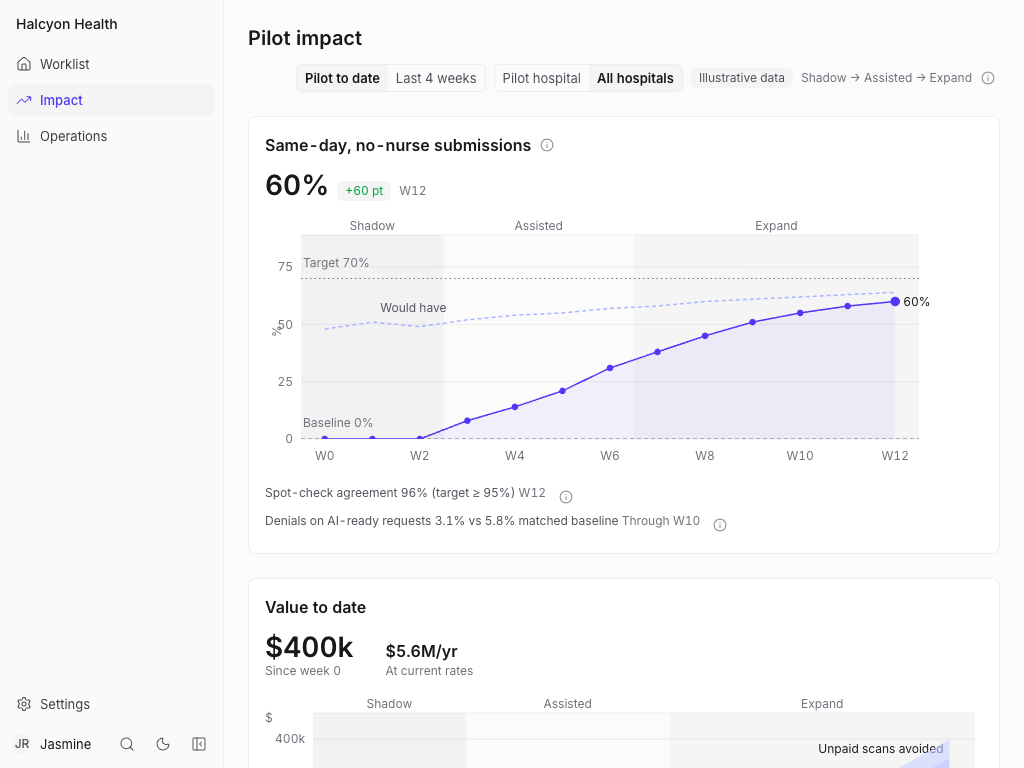 Halcyon Health
Worklist
Impact
Operations
Settings
JR Jasmine
Pilot impact
Pilot to date Last 4 weeks Pilot hospital All hospitals Illustrative data Shadow → Assisted → Expand
Same-day, no-nurse submissions
60% +60 pt W12
Shadow Assisted Expand
75
Target 70%
Would have
60%
50
%
25
Baseline 0%
0
W0 W2 W4 W6 W8 W10 W12
Spot-check agreement 96% (target ≥ 95%) W12
Denials on AI-ready requests 3.1% vs 5.8% matched baseline Through W10
Value to date
$400k $5.6M/yr
Since week 0 At current rates
Shadow Assisted Expand
$
400k
Unpaid scans avoided